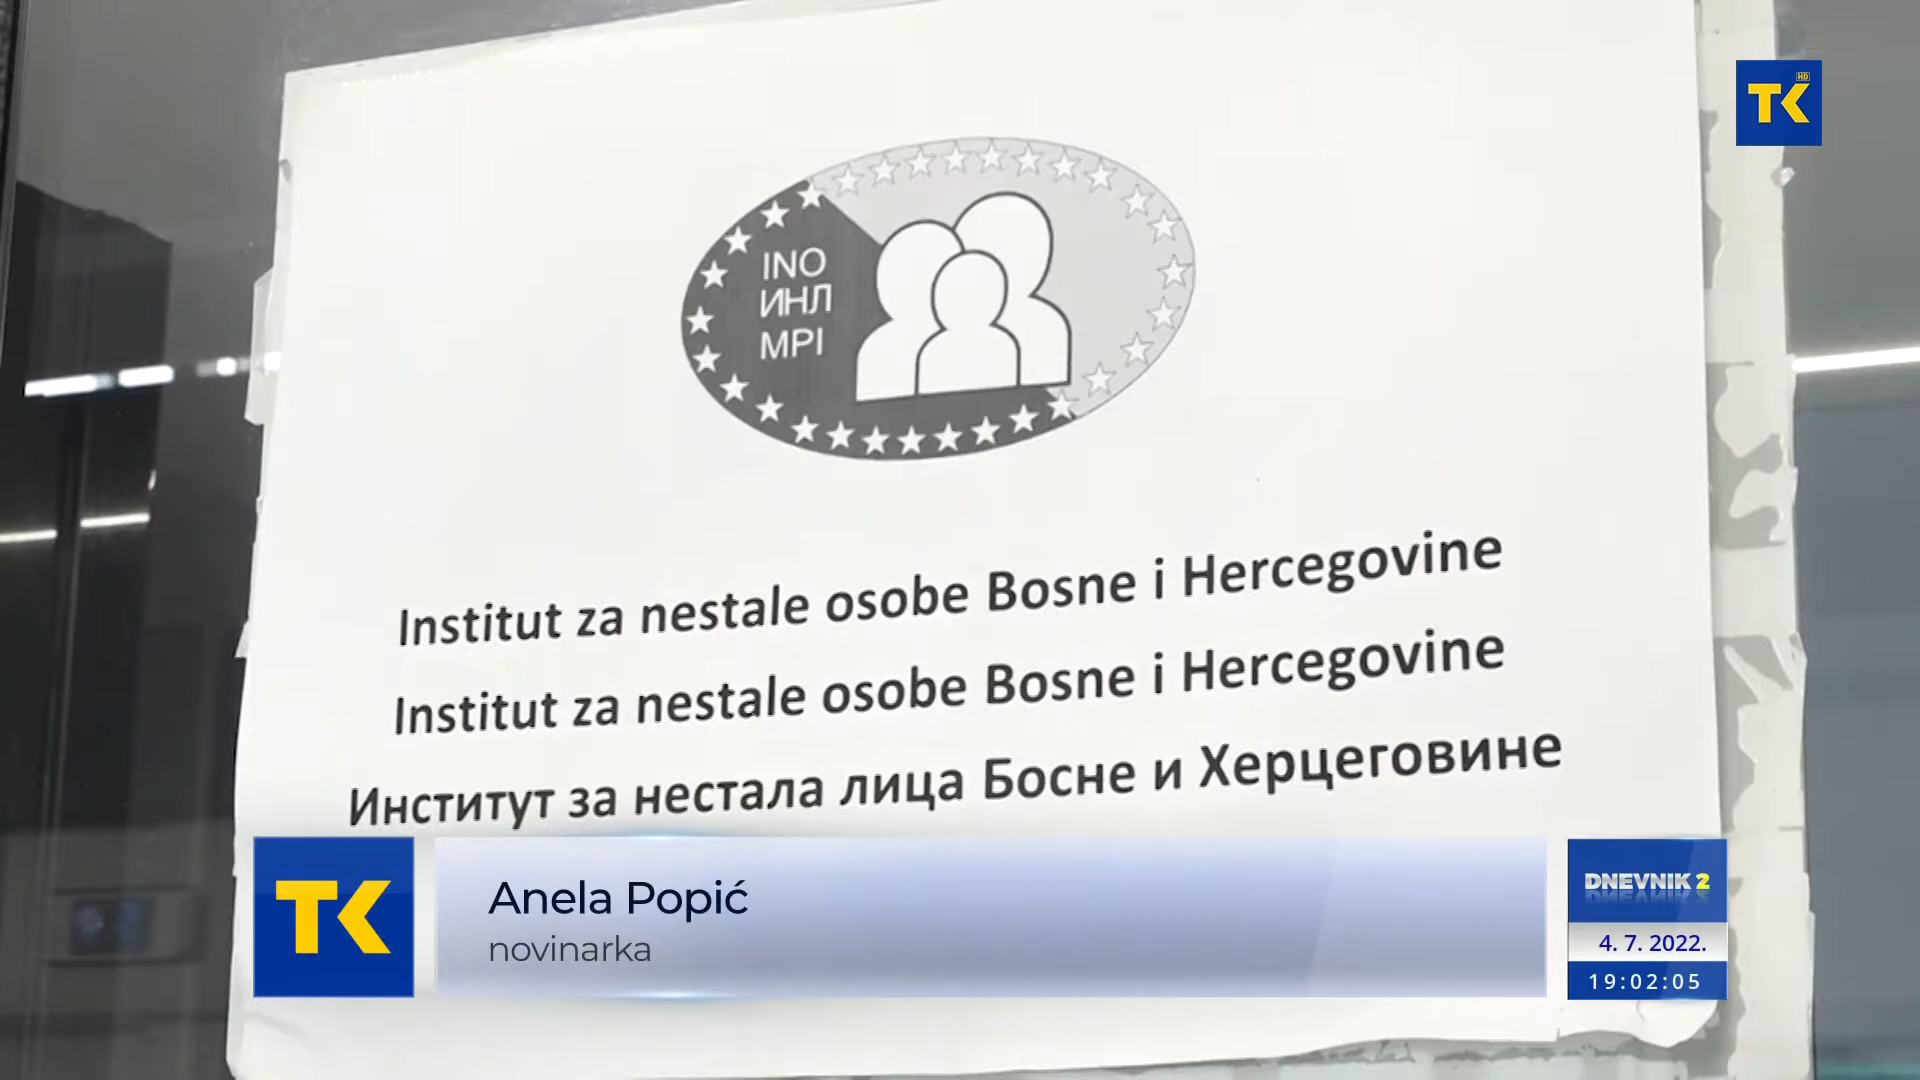 TK HD
INO
ИНЛ
MPI
Institut za nestale osobe Bosne i Hercegovine
Institut za nestale osobe Bosne i Hercegovine
Институт за нестала лица Босне и Херцеговине
TK
Anela Popić
novinarka
DNEVNIK 2
4. 7. 2022.
19:02:05